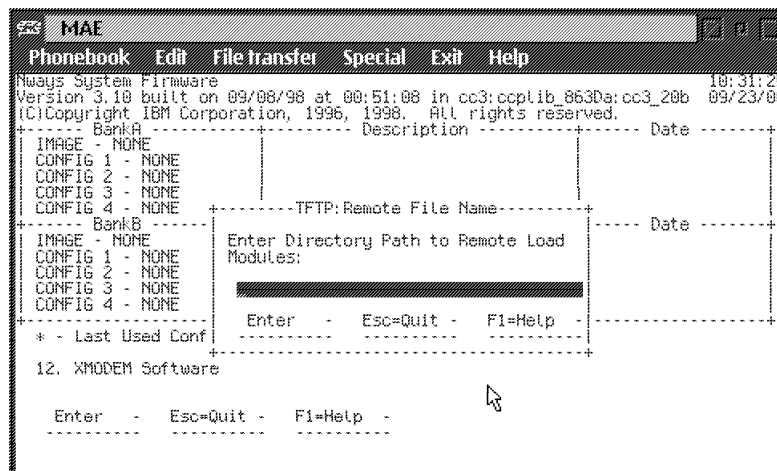 MAE
Phonebook Edit File transfer Special Exit Help
Nways System Firmware 10:31:2
Version 3.10 built on 09/08/98 at 00:51:08 in cc3:ccplib_863Da:cc3_20b 09/23/0
(C)Copyright IBM Corporation, 1996, 1998. All rights reserved.
BankA Description Date
IMAGE - NONE
CONFIG 1 - NONE
CONFIG 2 - NONE
CONFIG 3 - NONE
CONFIG 4 - NONE
TFTP:Remote File Name
BankB Date
IMAGE - NONE
CONFIG 1 - NONE
CONFIG 2 - NONE
CONFIG 3 - NONE
CONFIG 4 - NONE
Enter Directory Path to Remote Load
Modules:
Enter - Esc=Quit - F1=Help -
* - Last Used Conf
12. XMODEM Software
Enter - Esc=Quit - F1=Help -